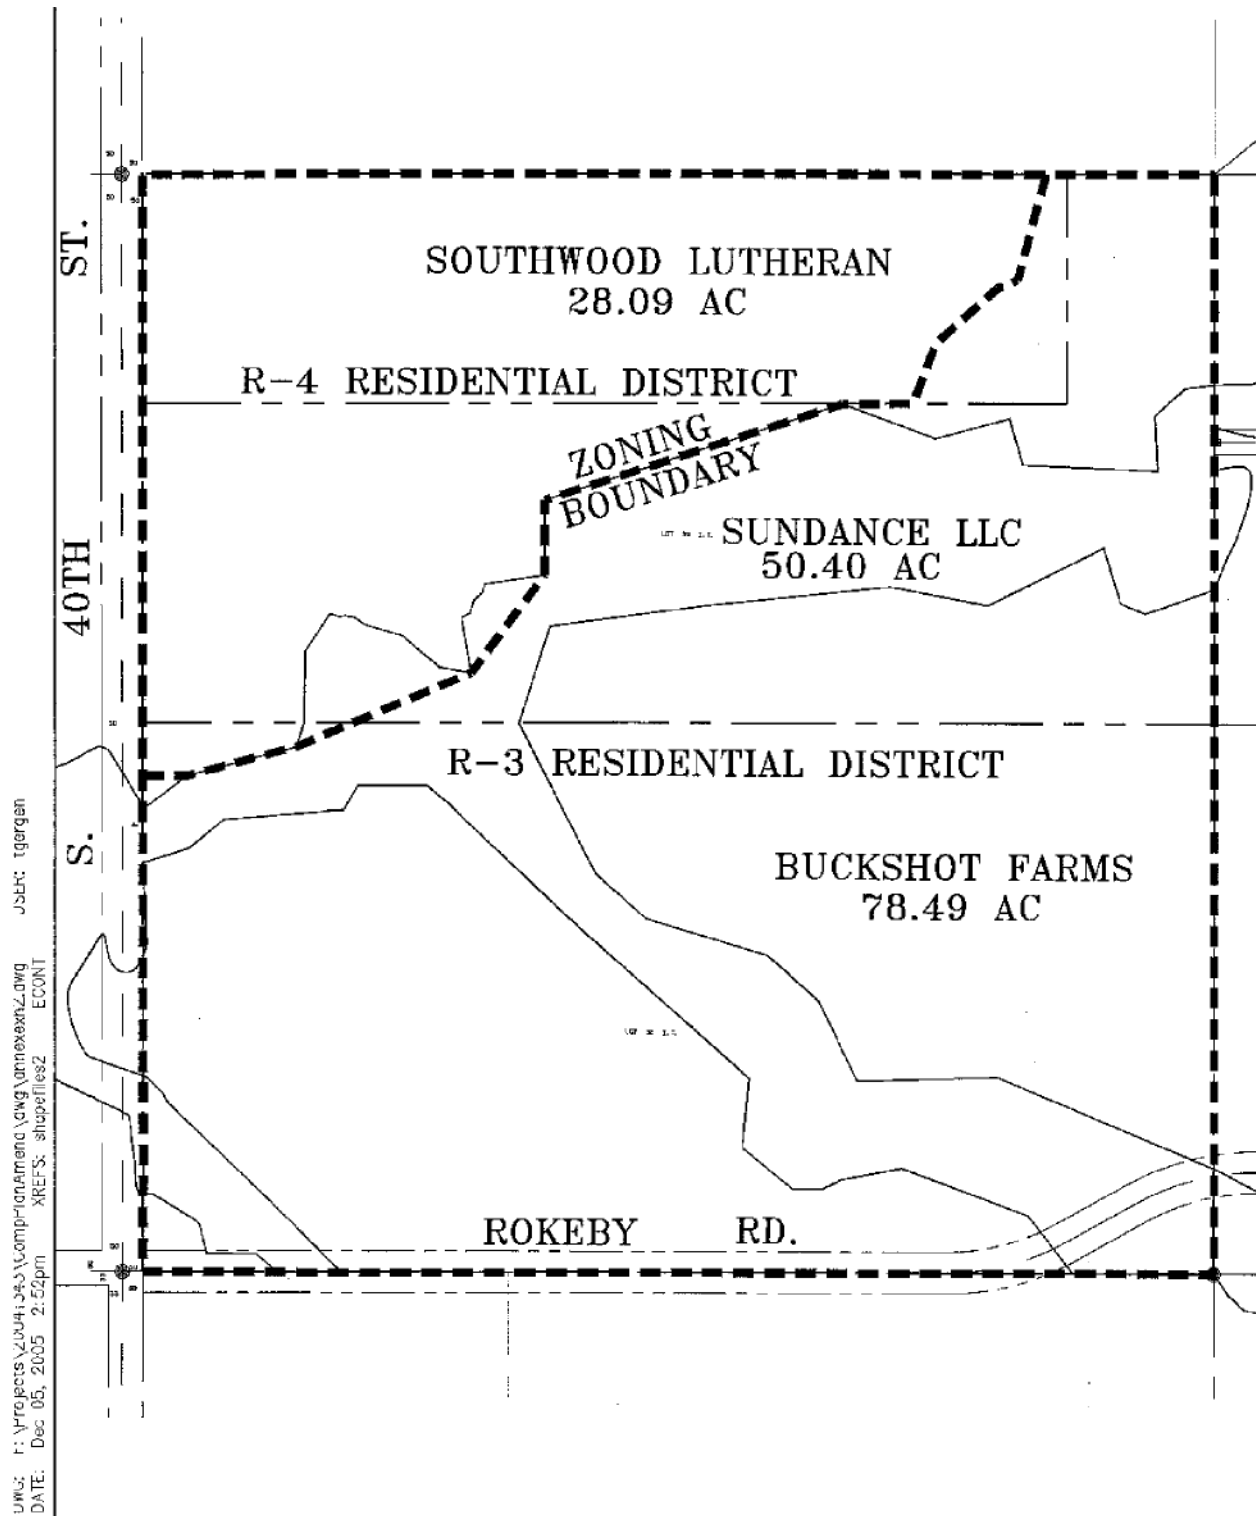 SOUTHWOOD LUTHERAN
28.09 AC
R-4 RESIDENTIAL DISTRICT
ZONING
BOUNDARY
SUNDANCE LLC
50.40 AC
R-3 RESIDENTIAL DISTRICT
BUCKSHOT FARMS
78.49 AC
ROKEBY RD.
S. 40TH ST.
USER: tgergen
XREFS: shapefiles2 ECONT
DATE: Dec 05, 2005 2:52pm